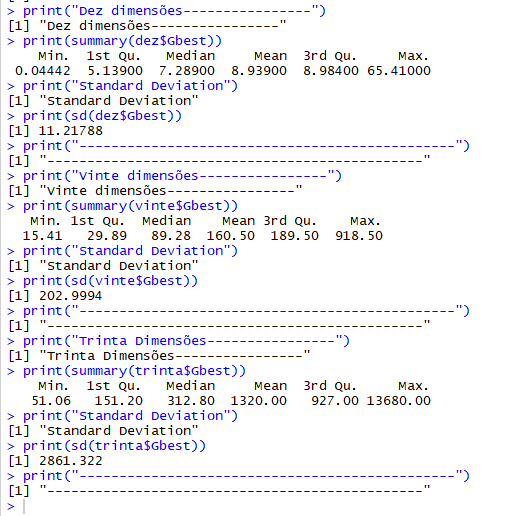 > print("Dez dimensões----------------")
[1] "Dez dimensões----------------"
> print(summary(dez$Gbest))
Min. 1st Qu. Median Mean 3rd Qu. Max.
0.04442 5.13900 7.28900 8.93900 8.98400 65.41000
> print("Standard Deviation")
[1] "Standard Deviation"
> print(sd(dez$Gbest))
[1] 11.21788
> print("-----------------------------------------------")
[1] "-----------------------------------------------"
> print("Vinte dimensões----------------")
[1] "Vinte dimensões----------------"
> print(summary(vinte$Gbest))
Min. 1st Qu. Median Mean 3rd Qu. Max.
15.41 29.89 89.28 160.50 189.50 918.50
> print("Standard Deviation")
[1] "Standard Deviation"
> print(sd(vinte$Gbest))
[1] 202.9994
> print("-----------------------------------------------")
[1] "-----------------------------------------------"
> print("Trinta Dimensões----------------")
[1] "Trinta Dimensões----------------"
> print(summary(trinta$Gbest))
Min. 1st Qu. Median Mean 3rd Qu. Max.
51.06 151.20 312.80 1320.00 927.00 13680.00
> print("Standard Deviation")
[1] "Standard Deviation"
> print(sd(trinta$Gbest))
[1] 2861.322
> print("-----------------------------------------------")
[1] "-----------------------------------------------"
>